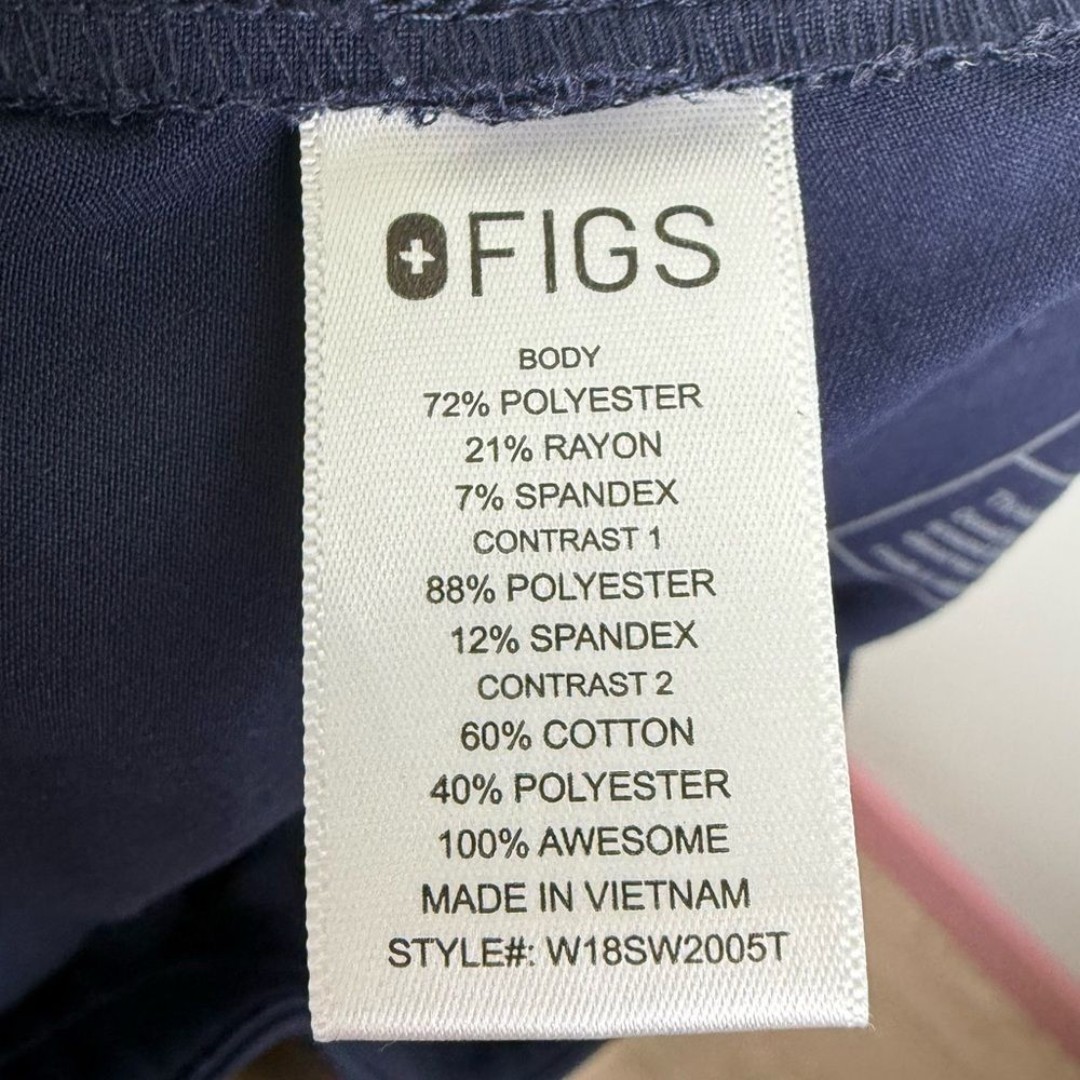 FIGS
BODY
72% POLYESTER
21% RAYON
7% SPANDEX
CONTRAST 1
88% POLYESTER
12% SPANDEX
CONTRAST 2
60% COTTON
40% POLYESTER
100% AWESOME
MADE IN VIETNAM
STYLE#: W18SW2005T